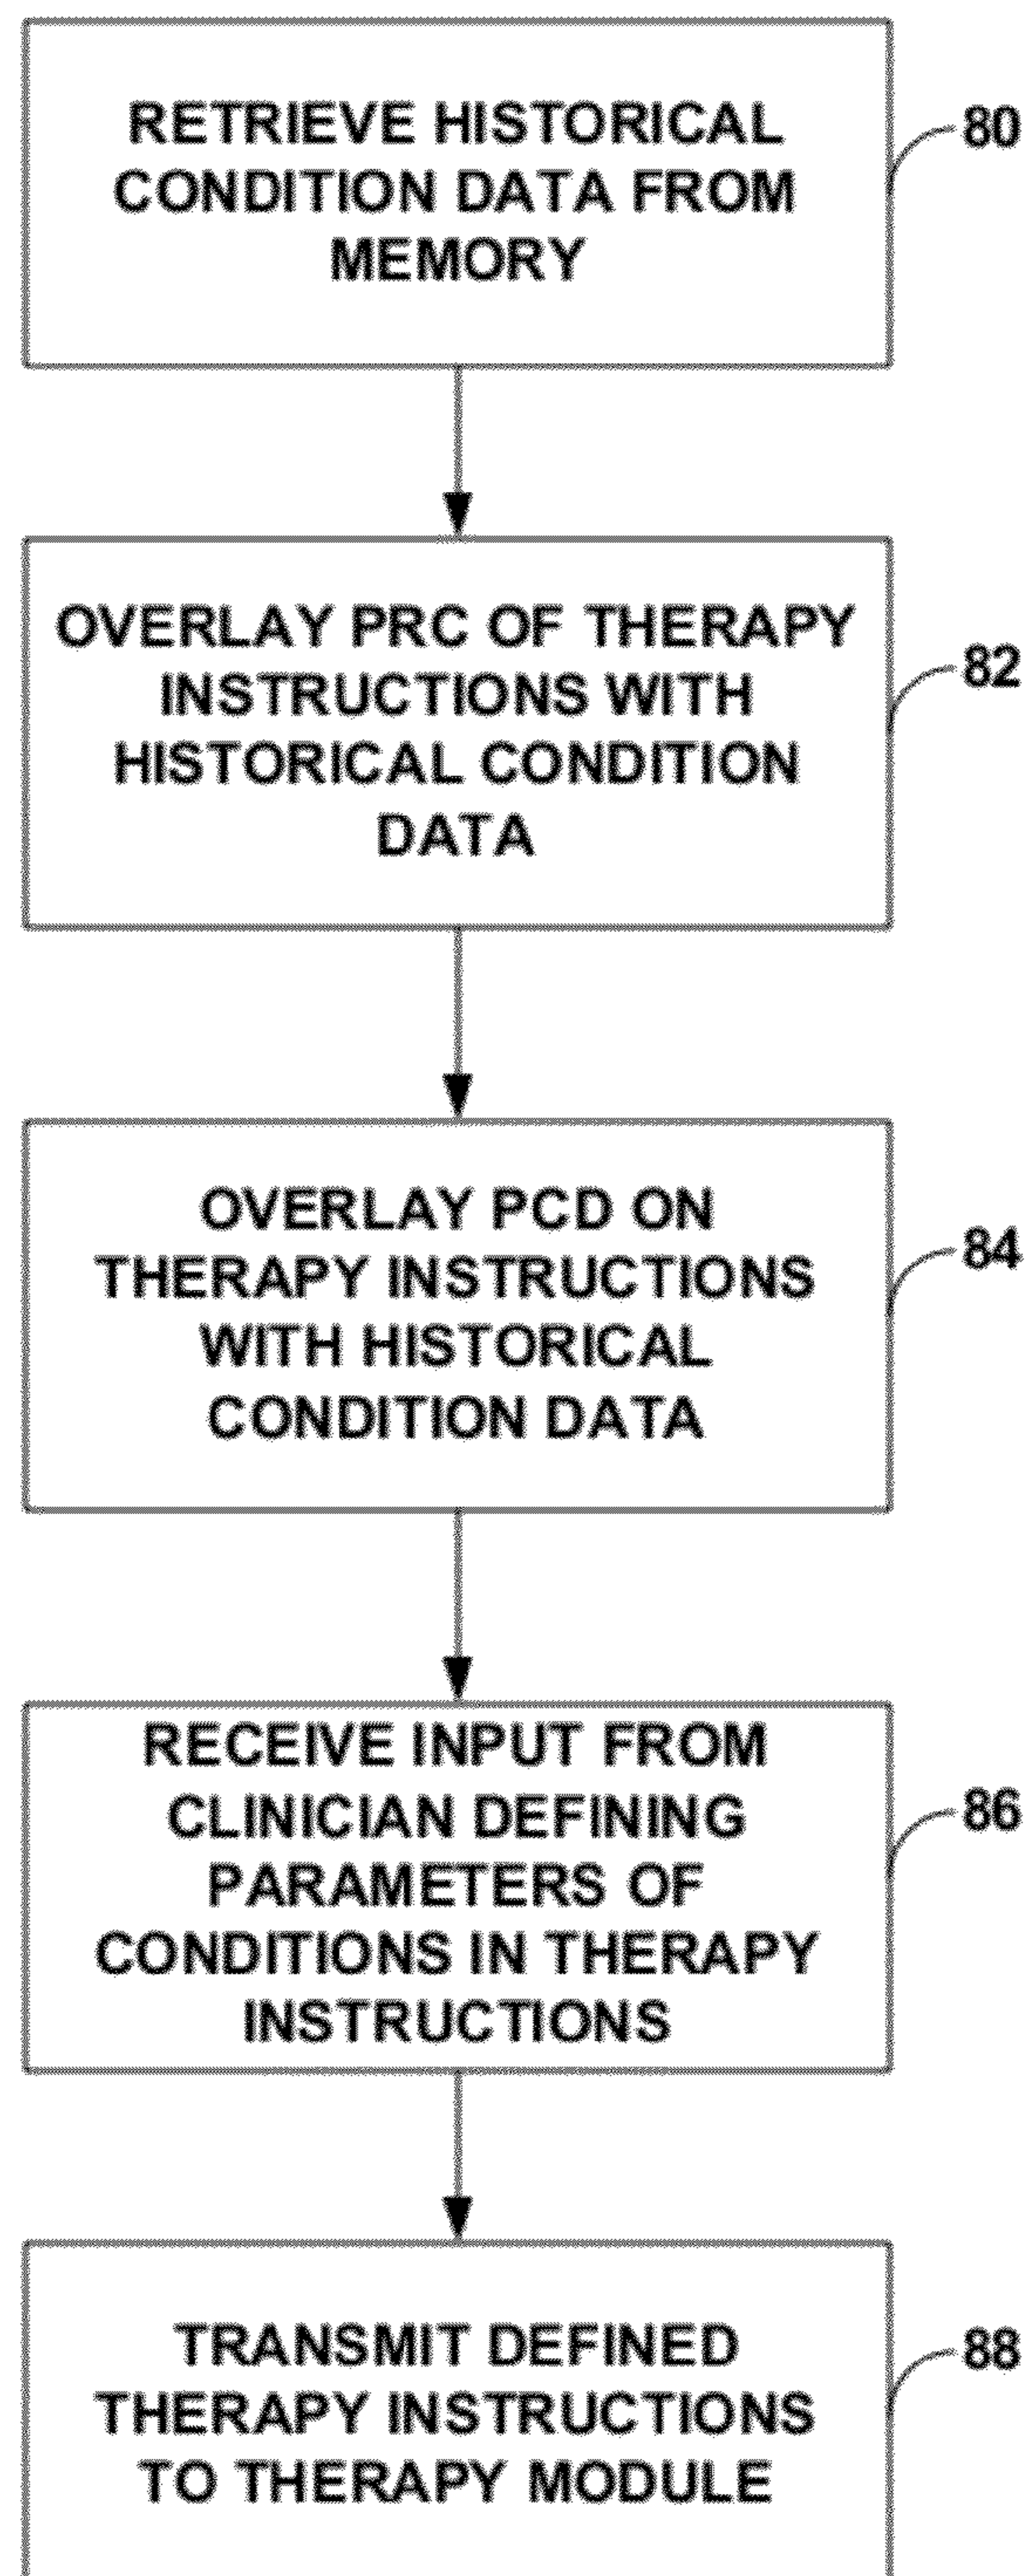 RETRIEVE HISTORICAL
CONDITION DATA FROM
MEMORY
80
OVERLAY PRC OF THERAPY
INSTRUCTIONS WITH
HISTORICAL CONDITION
DATA
82
OVERLAY PCD ON
THERAPY INSTRUCTIONS
WITH HISTORICAL
CONDITION DATA
84
RECEIVE INPUT FROM
CLINICIAN DEFINING
PARAMETERS OF
CONDITIONS IN THERAPY
INSTRUCTIONS
86
TRANSMIT DEFINED
THERAPY INSTRUCTIONS
TO THERAPY MODULE
88